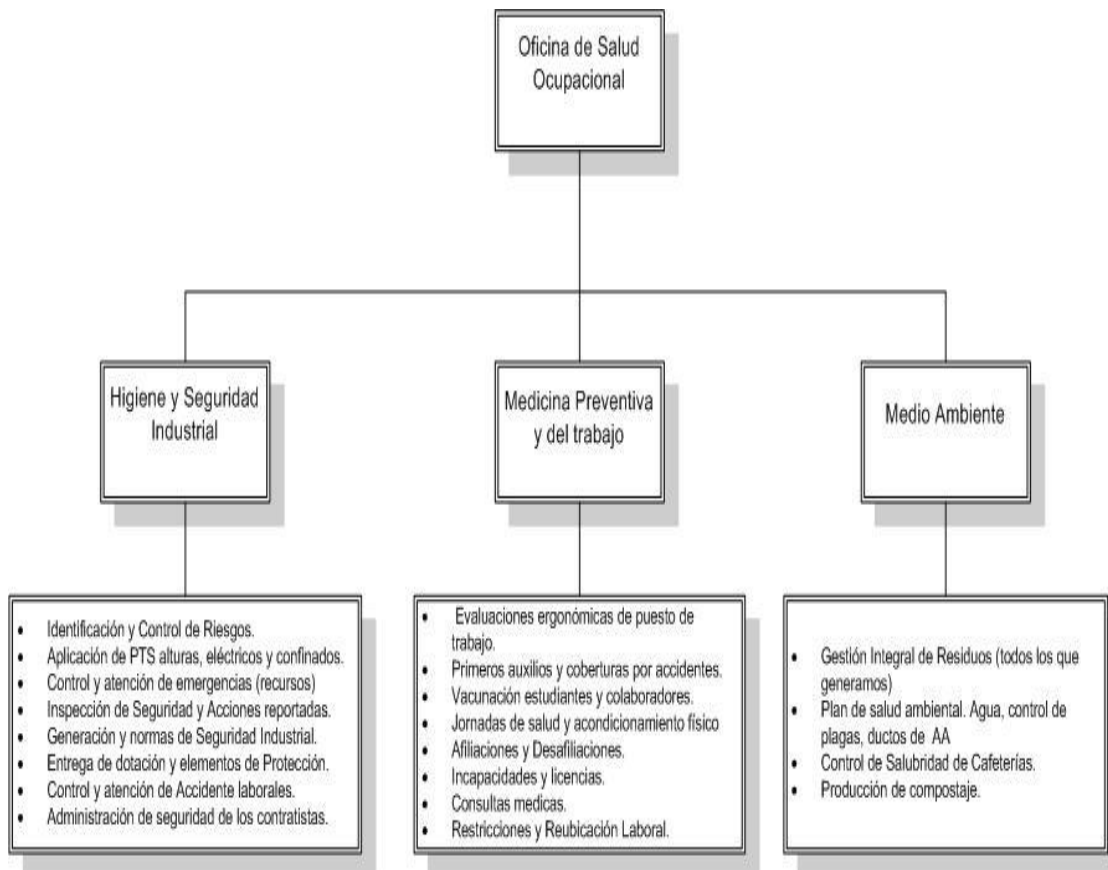 Oficina de Salud
Ocupacional
Higiene y Seguridad
Industrial
Medicina Preventiva
y del trabajo
Medio Ambiente
• Identificación y Control de Riesgos.
• Aplicación de PTS alturas, eléctricos y confinados.
• Control y atención de emergencias (recursos)
• Inspección de Seguridad y Acciones reportadas.
• Generación y normas de Seguridad Industrial.
• Entrega de dotación y elementos de Protección.
• Control y atención de Accidente laborales.
• Administración de seguridad de los contratistas.
• Evaluaciones ergonómicas de puesto de
trabajo.
• Primeros auxilios y coberturas por accidentes.
• Vacunación estudiantes y colaboradores.
• Jornadas de salud y acondicionamiento físico
• Afiliaciones y Desafiliaciones.
• Incapacidades y licencias.
• Consultas medicas.
• Restricciones y Reubicación Laboral.
• Gestión Integral de Residuos (todos los que
generamos)
• Plan de salud ambiental. Agua, control de
plagas, ductos de AA
• Control de Salubridad de Cafeterías.
• Producción de compostaje.